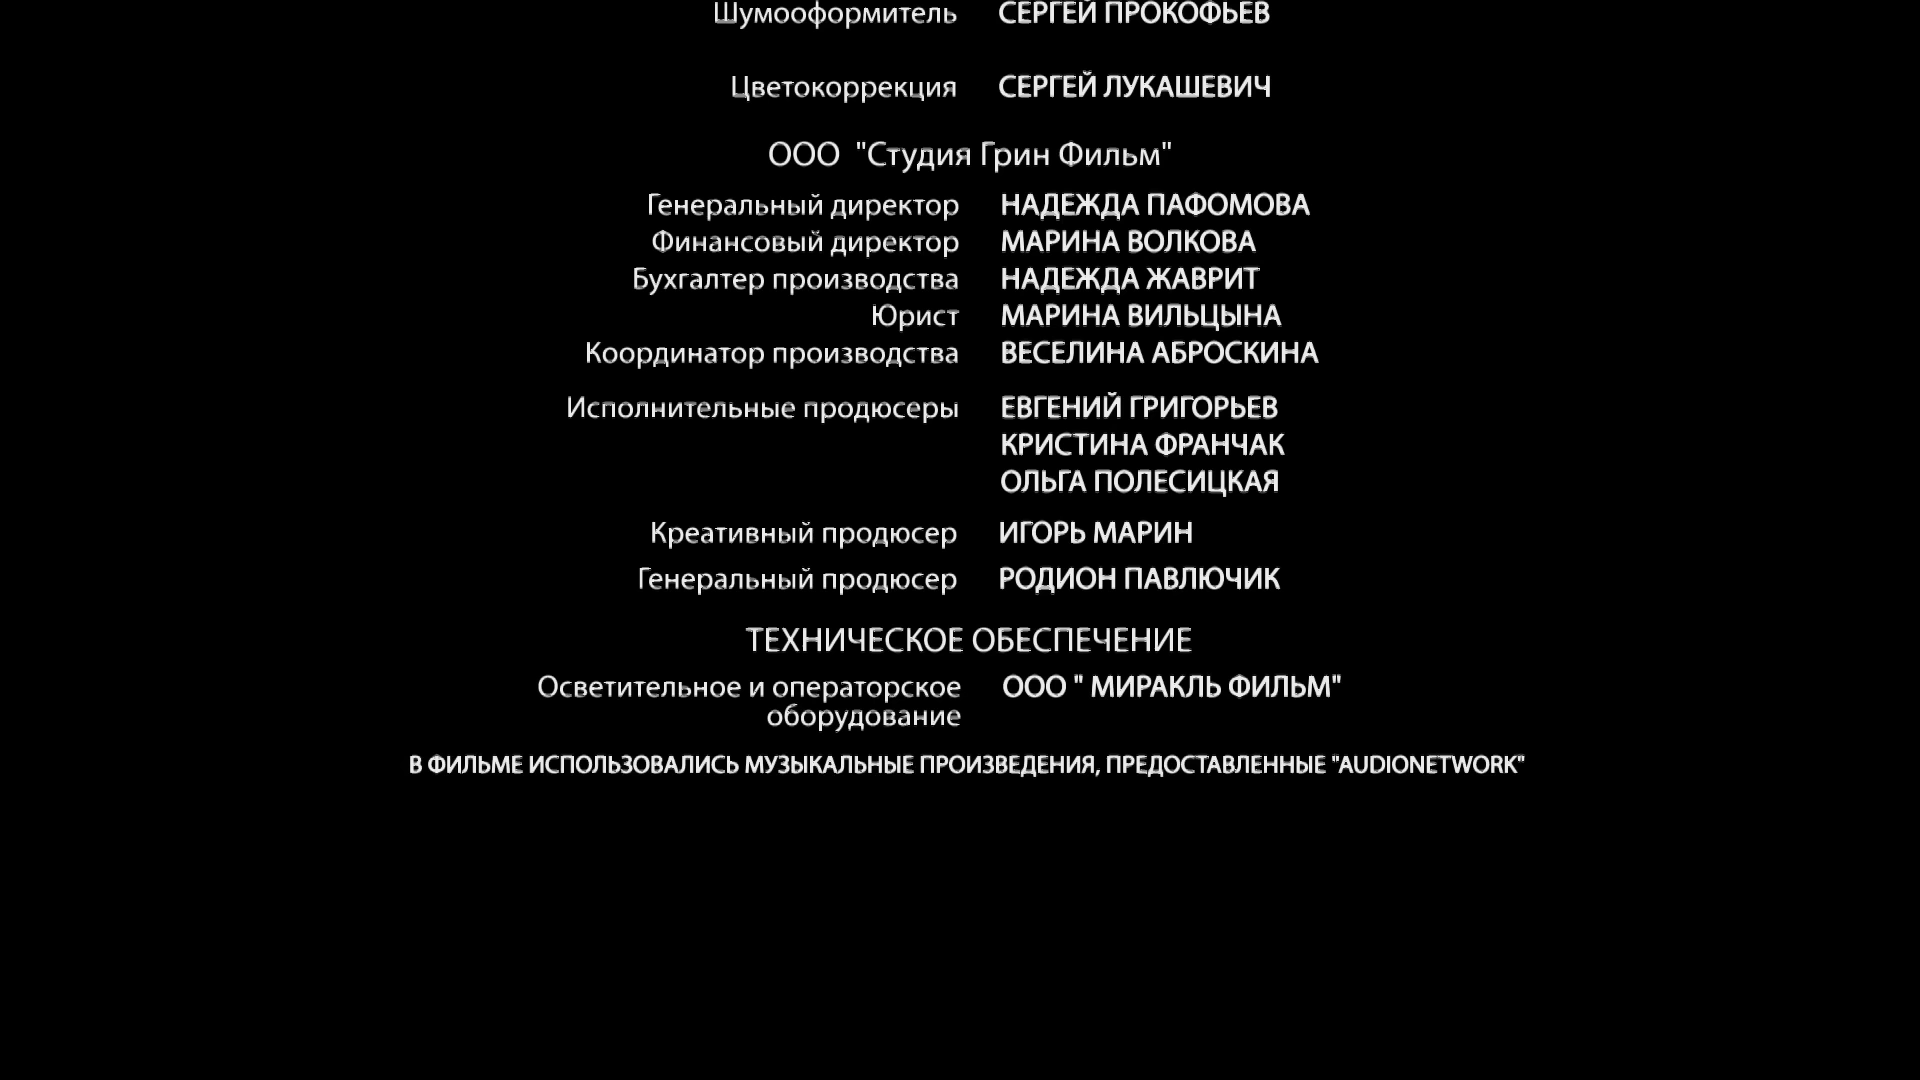 Шумооформитель СЕРГЕЙ ПРОКОФЬЕВ
Цветокоррекция СЕРГЕЙ ЛУКАШЕВИЧ
ООО "Студия Грин Фильм"
Генеральный директор НАДЕЖДА ПАФОМОВА
Финансовый директор МАРИНА ВОЛКОВА
Бухгалтер производства НАДЕЖДА ЖАВРИТ
Юрист МАРИНА ВИЛЬЦЫНА
Координатор производства ВЕСЕЛИНА АБРОСКИНА
Исполнительные продюсеры ЕВГЕНИЙ ГРИГОРЬЕВ
КРИСТИНА ФРАНЧАК
ОЛЬГА ПОЛЕСИЦКАЯ
Креативный продюсер ИГОРЬ МАРИН
Генеральный продюсер РОДИОН ПАВЛЮЧИК
ТЕХНИЧЕСКОЕ ОБЕСПЕЧЕНИЕ
Осветительное и операторское ООО " МИРАКЛЬ ФИЛЬМ"
оборудование
В ФИЛЬМЕ ИСПОЛЬЗОВАЛИСЬ МУЗЫКАЛЬНЫЕ ПРОИЗВЕДЕНИЯ, ПРЕДОСТАВЛЕННЫЕ "AUDIONETWORK"